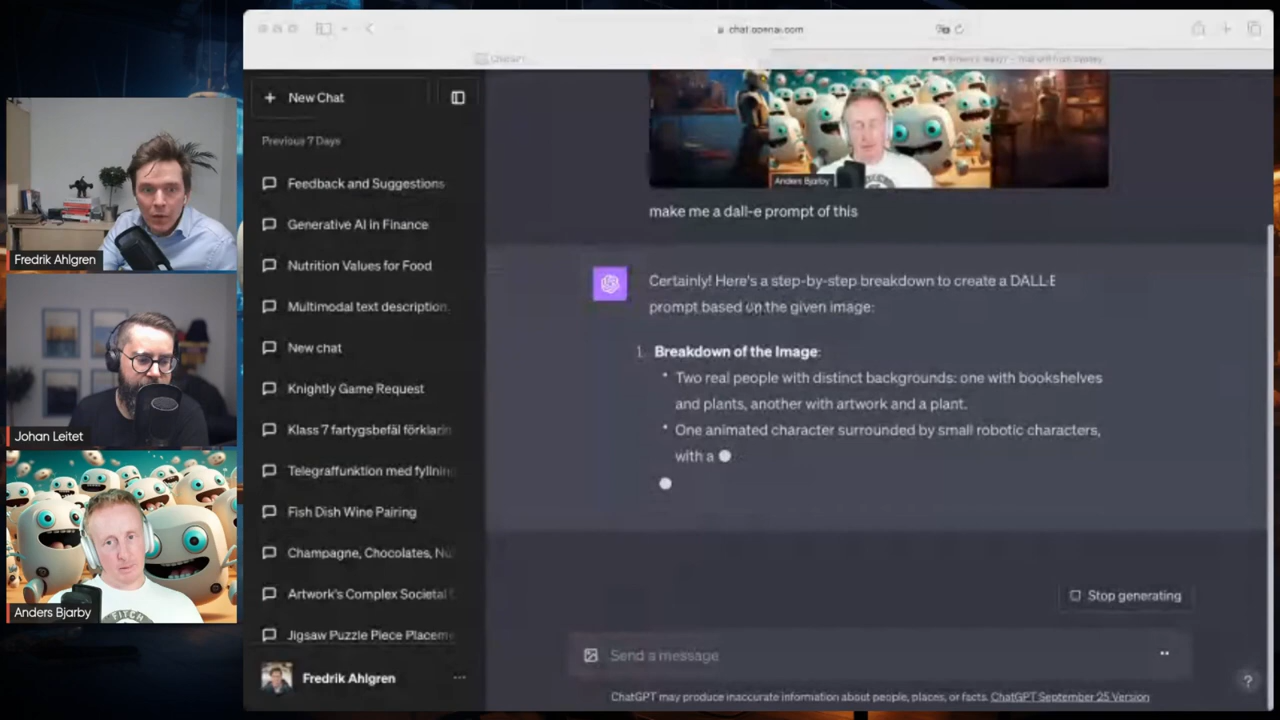 chat.openai.com
ChatGPT
New Chat
Previous 7 Days
Feedback and Suggestions
Generative AI in Finance
Nutrition Values for Food
Multimodal text description.
New chat
Knightly Game Request
Klass 7 fartygsbefäl förklarin
Telegraffunktion med fyllnin
Fish Dish Wine Pairing
Champagne, Chocolates, Nu
Artwork's Complex Societal
Jigsaw Puzzle Piece Placeme
Fredrik Ahlgren
Fredrik Ahlgren
Johan Leitet
Anders Bjarby
Anders Bjarby
make me a dall-e prompt of this
Certainly! Here's a step-by-step breakdown to create a DALL·E
prompt based on the given image:
1. Breakdown of the Image:
• Two real people with distinct backgrounds: one with bookshelves
and plants, another with artwork and a plant.
• One animated character surrounded by small robotic characters,
with a
Stop generating
Send a message
ChatGPT may produce inaccurate information about people, places, or facts. ChatGPT September 25 Version
?